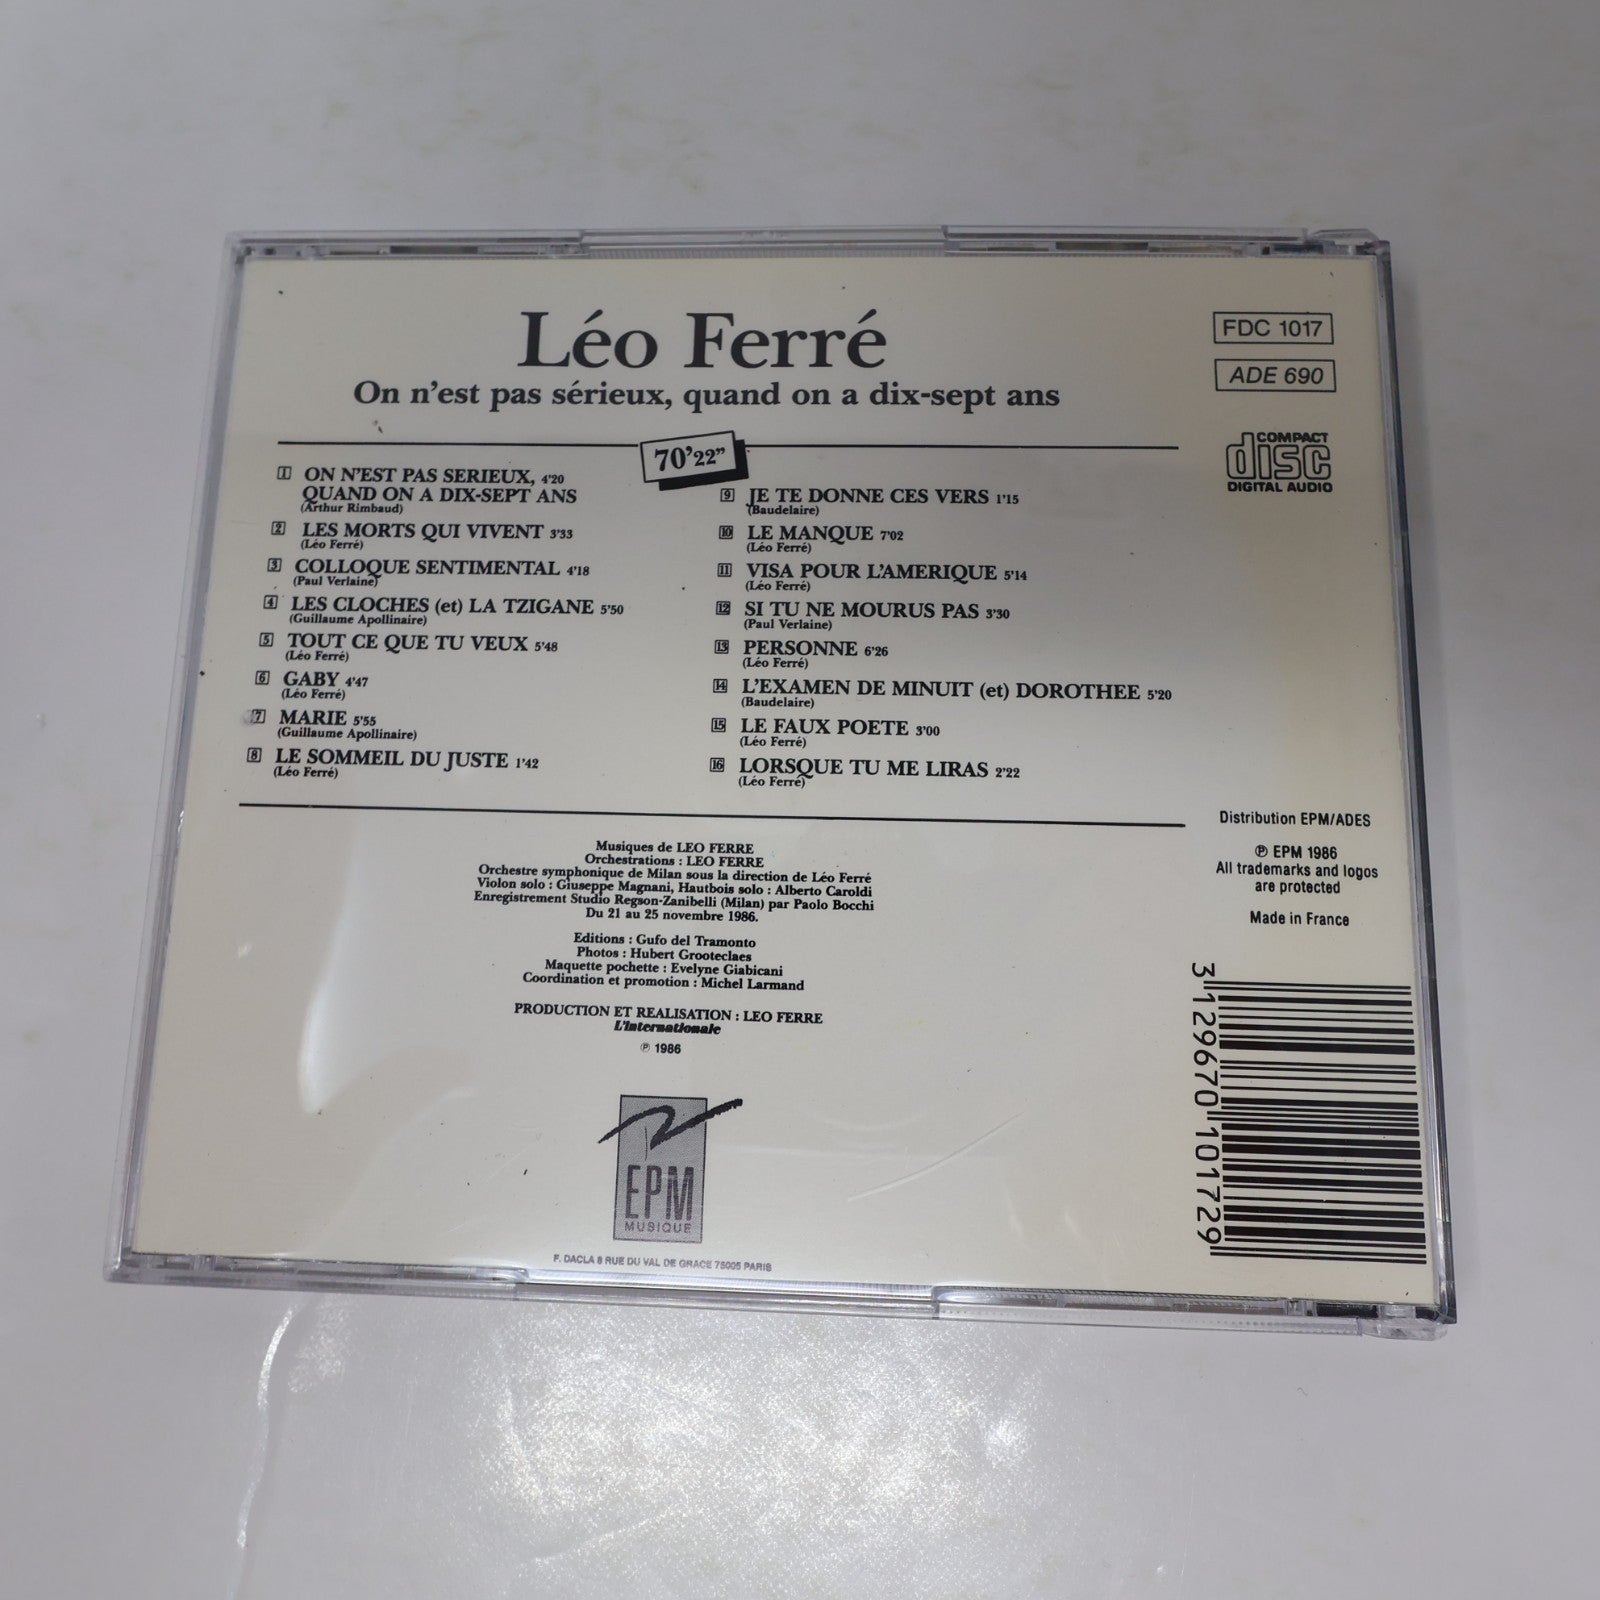 Léo Ferré
On n'est pas sérieux, quand on a dix-sept ans
FDC 1017
ADE 690
COMPACT
disc
DIGITAL AUDIO
70'22"
1 ON N'EST PAS SERIEUX, 4'20
QUAND ON A DIX-SEPT ANS
(Arthur Rimbaud)
2 LES MORTS QUI VIVENT 3'33
(Léo Ferré)
3 COLLOQUE SENTIMENTAL 4'18
(Paul Verlaine)
4 LES CLOCHES (et) LA TZIGANE 5'50
(Guillaume Apollinaire)
5 TOUT CE QUE TU VEUX 5'48
(Léo Ferré)
6 GABY 4'47
(Léo Ferré)
7 MARIE 5'55
(Guillaume Apollinaire)
8 LE SOMMEIL DU JUSTE 1'42
(Léo Ferré)
9 JE TE DONNE CES VERS 1'15
(Baudelaire)
10 LE MANQUE 7'02
(Léo Ferré)
11 VISA POUR L'AMERIQUE 5'14
(Léo Ferré)
12 SI TU NE MOURUS PAS 3'30
(Paul Verlaine)
13 PERSONNE 6'26
(Léo Ferré)
14 L'EXAMEN DE MINUIT (et) DOROTHEE 5'20
(Baudelaire)
15 LE FAUX POETE 3'00
(Léo Ferré)
16 LORSQUE TU ME LIRAS 2'22
(Léo Ferré)
Musiques de LEO FERRE
Orchestrations : LEO FERRE
Orchestre symphonique de Milan sous la direction de Léo Ferré
Violon solo : Giuseppe Magnani, Hautbois solo : Alberto Caroldi
Enregistrement Studio Regson-Zanibelli (Milan) par Paolo Bocchi
Du 21 au 25 novembre 1986.
Editions : Gufo del Tramonto
Photos : Hubert Grooteclaes
Maquette pochette : Evelyne Giabicani
Coordination et promotion : Michel Larmand
PRODUCTION ET REALISATION : LEO FERRE
L'Internationale
℗ 1986
Distribution EPM/ADES
℗ EPM 1986
All trademarks and logos
are protected
Made in France
3 129670 101729
EPM
MUSIQUE
F. DACLA 8 RUE DU VAL DE GRACE 75005 PARIS